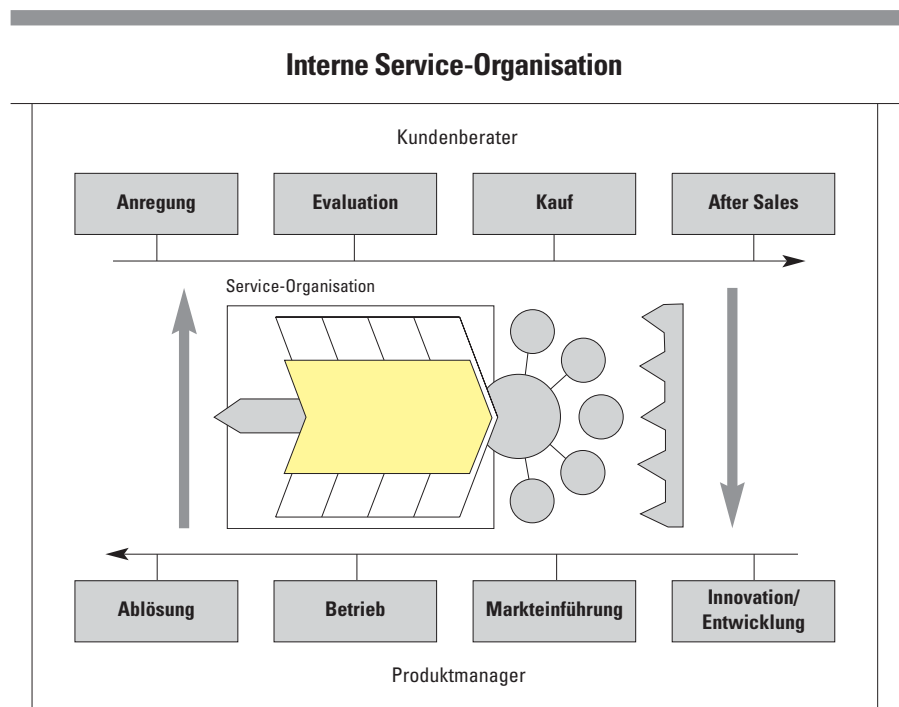 Interne Service-Organisation
Kundenberater
Anregung
Evaluation
Kauf
After Sales
Service-Organisation
Ablösung
Betrieb
Markteinführung
Innovation/
Entwicklung
Produktmanager